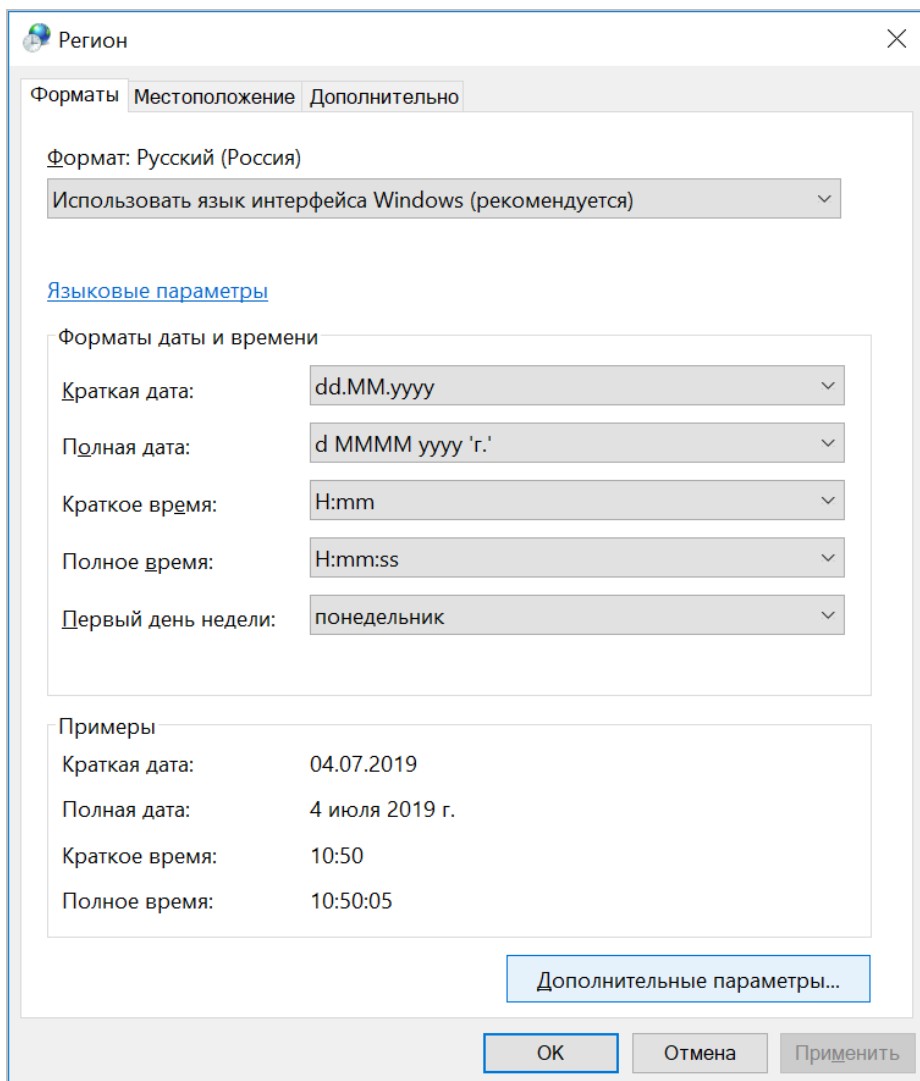 Регион
Форматы Местоположение Дополнительно
Формат: Русский (Россия)
Использовать язык интерфейса Windows (рекомендуется)
Языковые параметры
Форматы даты и времени
Краткая дата: dd.MM.yyyy
Полная дата: d MMMM yyyy 'г.'
Краткое время: H:mm
Полное время: H:mm:ss
Первый день недели: понедельник
Примеры
Краткая дата: 04.07.2019
Полная дата: 4 июля 2019 г.
Краткое время: 10:50
Полное время: 10:50:05
Дополнительные параметры...
ОК Отмена Применить